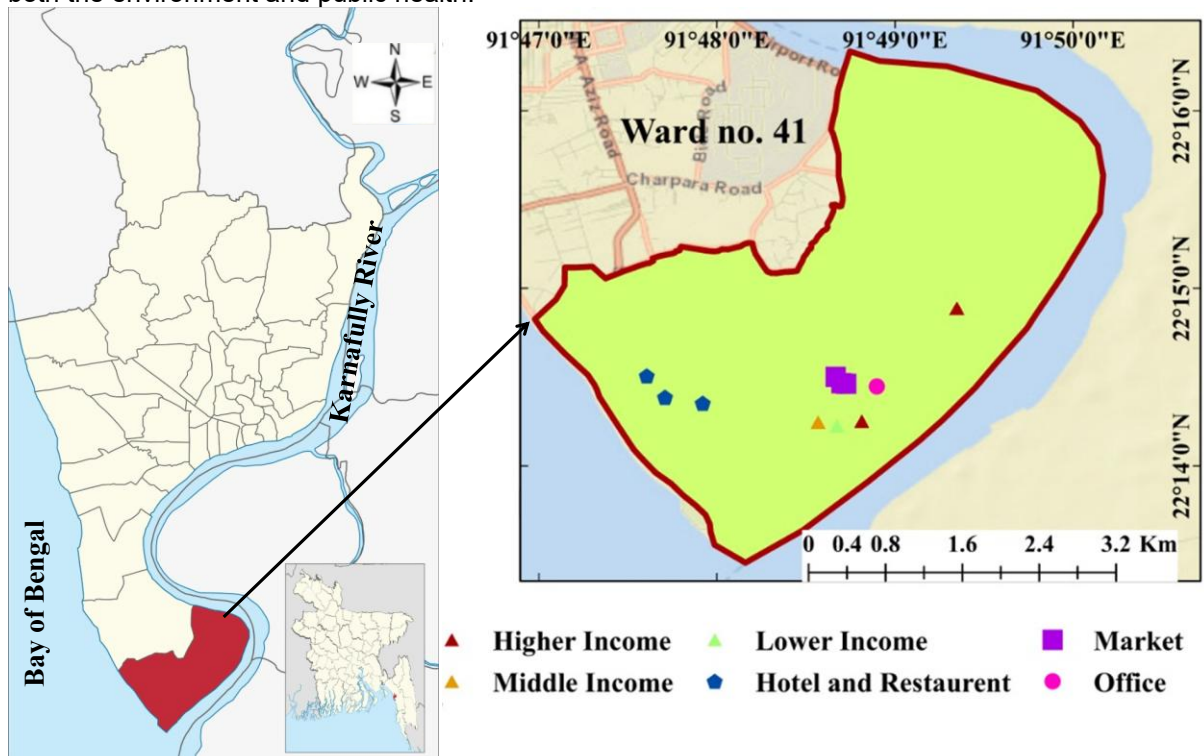 both the environment and public health.
N
W E
S
Karnafully River
Bay of Bengal
91°47'0"E 91°48'0"E 91°49'0"E 91°50'0"E
Airport Ro
A Aziz Road
Road
Ward no. 41
Charpara Road
22°16'0"N
22°15'0"N
22°14'0"N
0 0.4 0.8 1.6 2.4 3.2 Km
Higher Income Lower Income Market
Middle Income Hotel and Restaurent Office